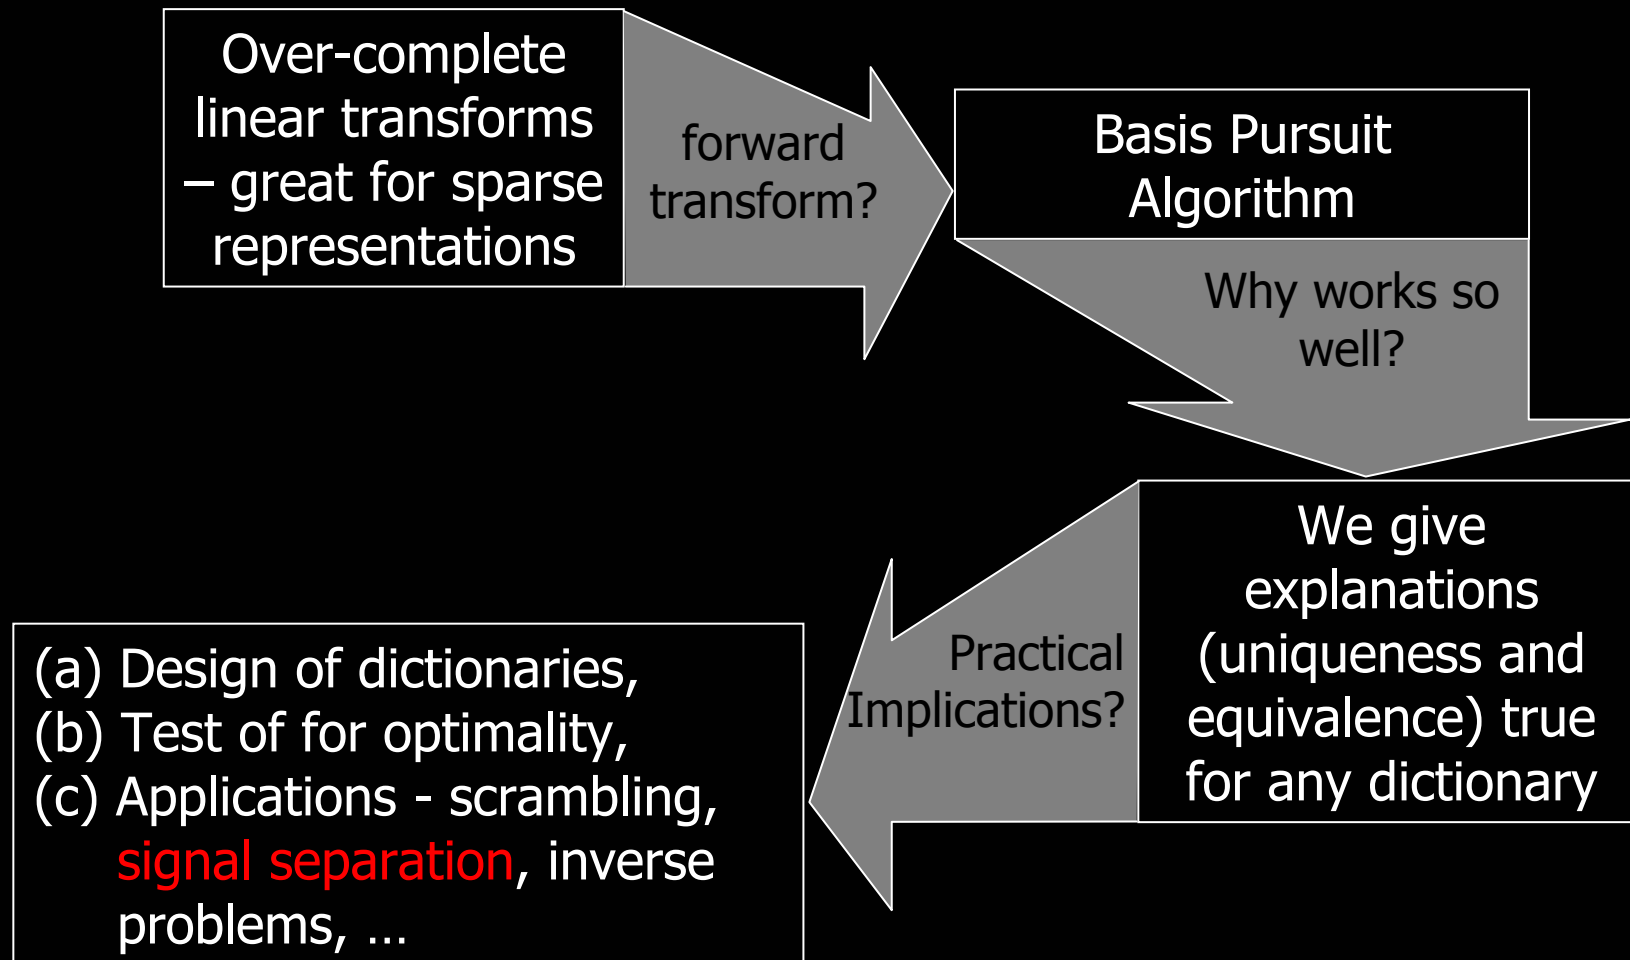 Over-complete
linear transforms
– great for sparse
representations
forward
transform?
Basis Pursuit
Algorithm
Why works so
well?
We give
explanations
(uniqueness and
equivalence) true
for any dictionary
Practical
Implications?
(a) Design of dictionaries,
(b) Test of for optimality,
(c) Applications - scrambling,
signal separation, inverse
problems, …